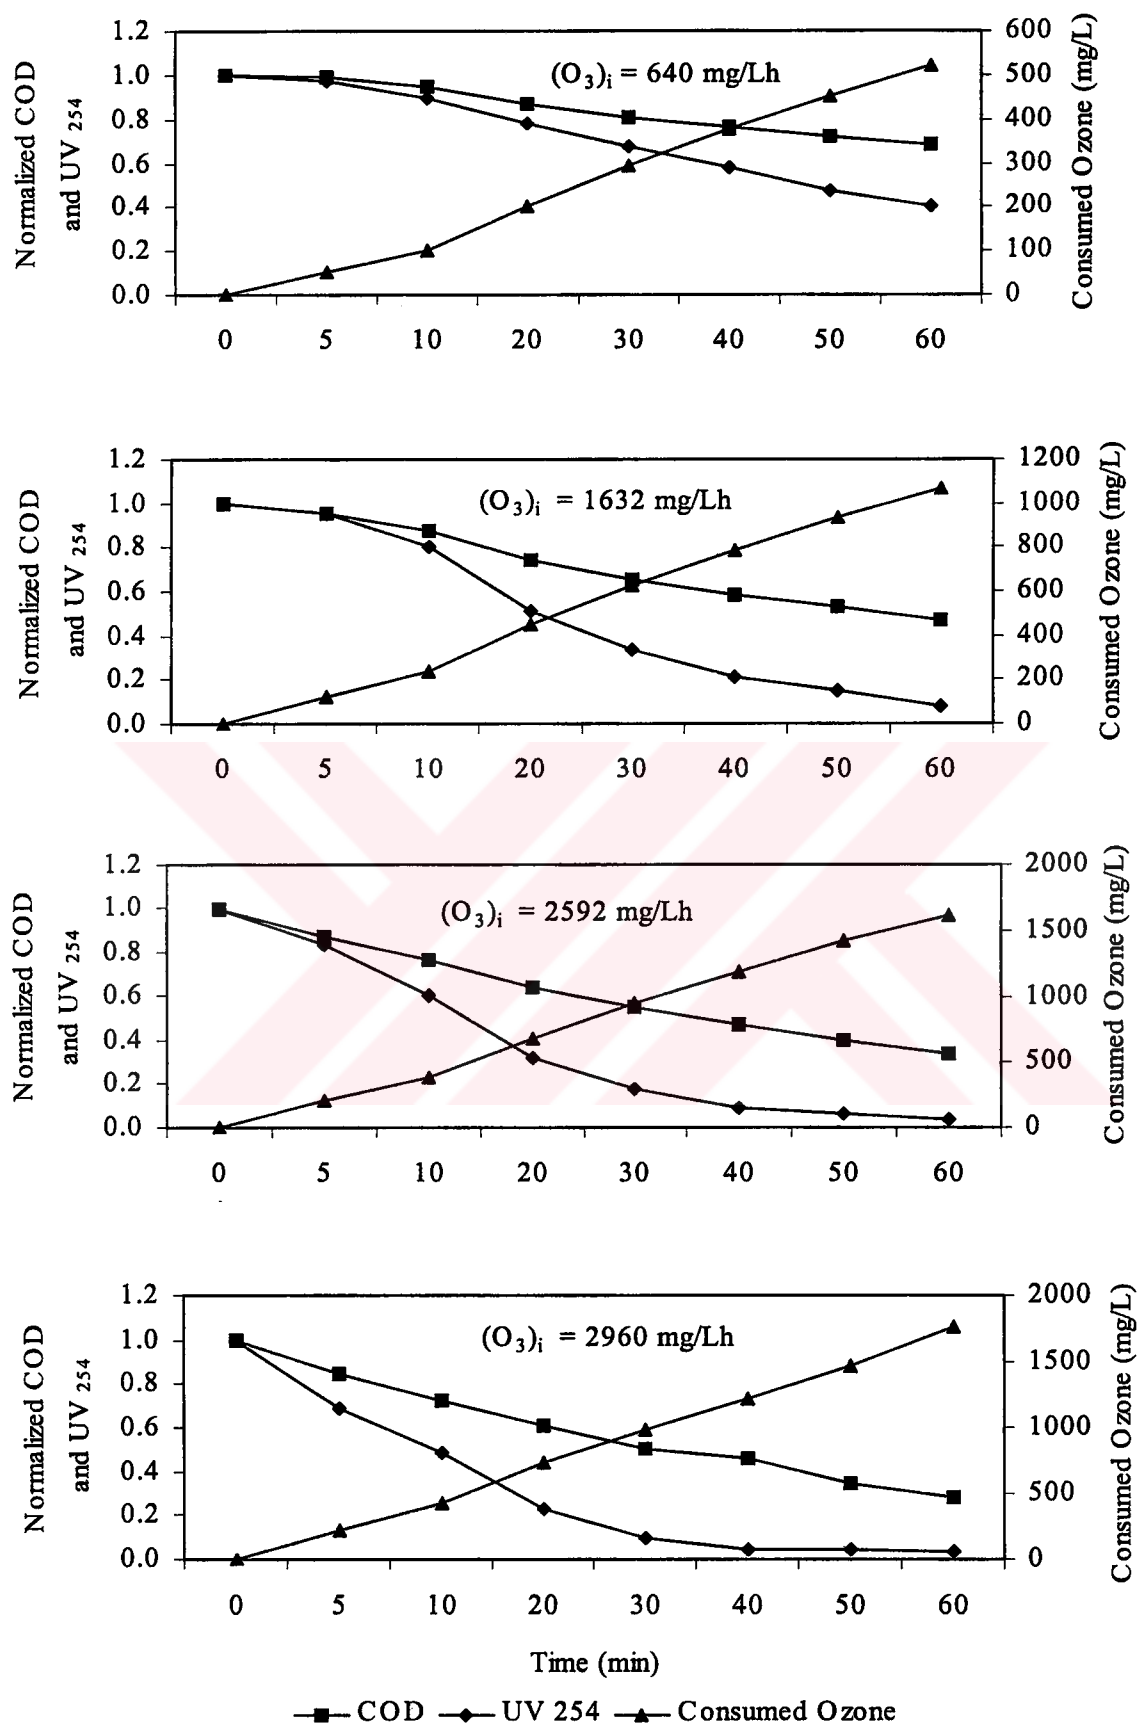 (O₃)ᵢ = 640 mg/Lh
Normalized COD
and UV 254
1.2
1.0
0.8
0.6
0.4
0.2
0.0
600
500
400
300
200
100
0
Consumed Ozone (mg/L)
0 5 10 20 30 40 50 60
(O₃)ᵢ = 1632 mg/Lh
Normalized COD
and UV 254
1.2
1.0
0.8
0.6
0.4
0.2
0.0
1200
1000
800
600
400
200
0
Consumed Ozone (mg/L)
0 5 10 20 30 40 50 60
(O₃)ᵢ = 2592 mg/Lh
Normalized COD
and UV 254
1.2
1.0
0.8
0.6
0.4
0.2
0.0
2000
1500
1000
500
0
Consumed Ozone (mg/L)
0 5 10 20 30 40 50 60
(O₃)ᵢ = 2960 mg/Lh
Normalized COD
and UV 254
1.2
1.0
0.8
0.6
0.4
0.2
0.0
2000
1500
1000
500
0
Consumed Ozone (mg/L)
0 5 10 20 30 40 50 60
Time (min)
COD UV 254 Consumed Ozone